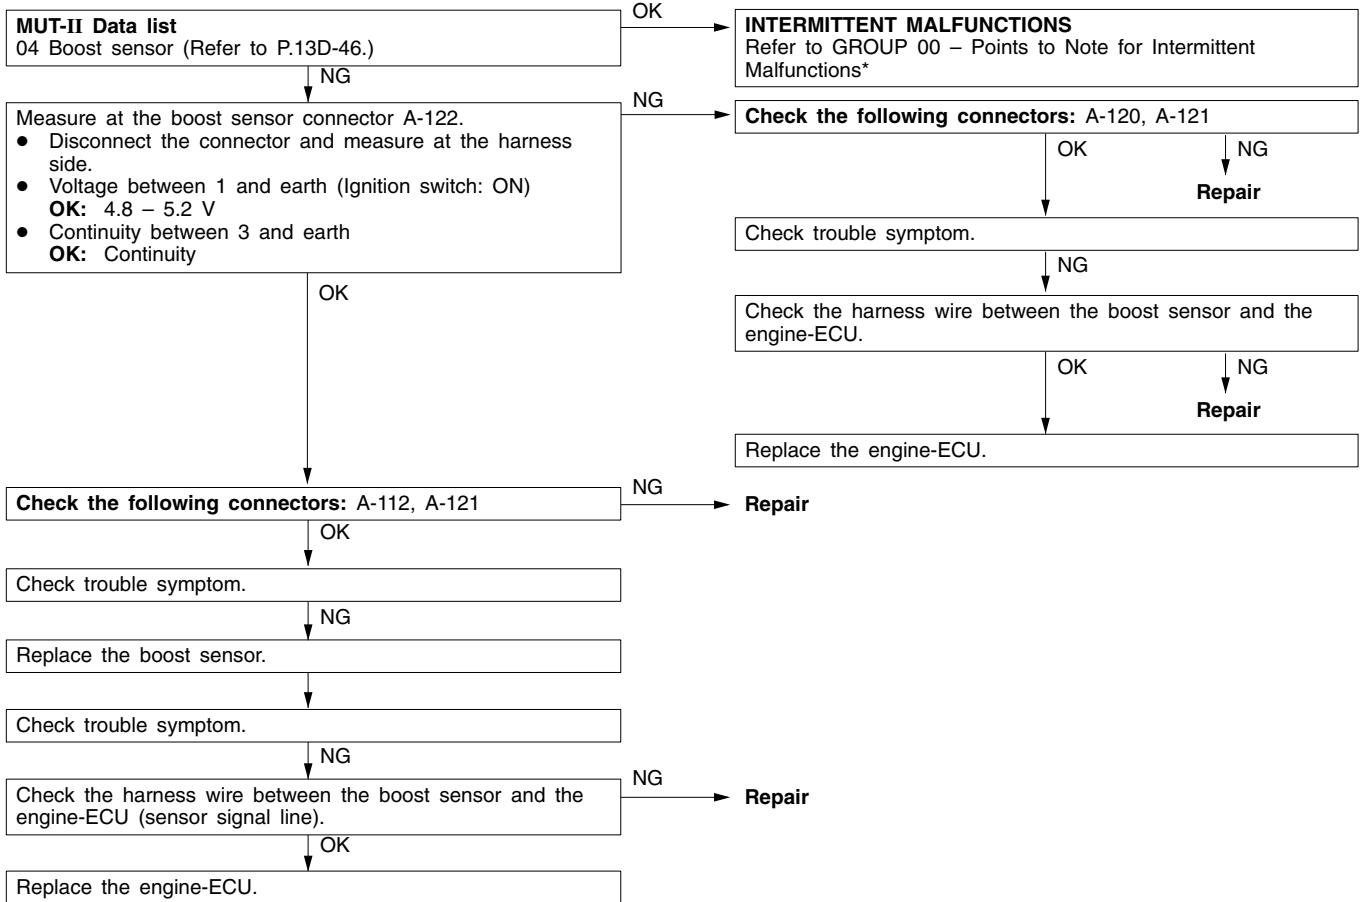 MUT-II Data list
04 Boost sensor (Refer to P.13D-46.)
OK
INTERMITTENT MALFUNCTIONS
Refer to GROUP 00 – Points to Note for Intermittent
Malfunctions*
NG
Measure at the boost sensor connector A-122.
● Disconnect the connector and measure at the harness
side.
● Voltage between 1 and earth (Ignition switch: ON)
OK: 4.8 – 5.2 V
● Continuity between 3 and earth
OK: Continuity
NG
Check the following connectors: A-120, A-121
OK
NG
Repair
Check trouble symptom.
NG
Check the harness wire between the boost sensor and the
engine-ECU.
OK
NG
Repair
Replace the engine-ECU.
OK
Check the following connectors: A-112, A-121
NG
Repair
OK
Check trouble symptom.
NG
Replace the boost sensor.
Check trouble symptom.
NG
Check the harness wire between the boost sensor and the
engine-ECU (sensor signal line).
NG
Repair
OK
Replace the engine-ECU.